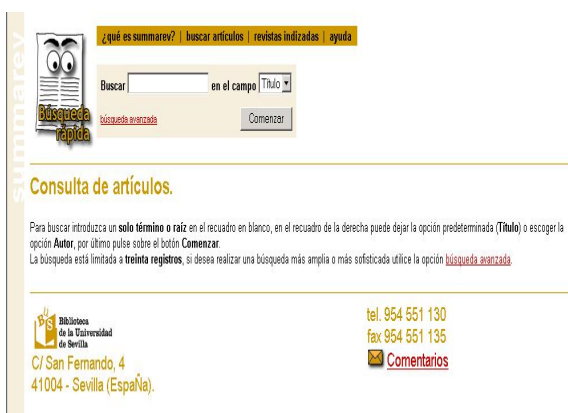 summarev
¿qué es summarev? | buscar artículos | revistas indizadas | ayuda
Buscar en el campo Título
búsqueda avanzada Comenzar
Búsqueda
rápida
Consulta de artículos.
Para buscar introduzca un solo término o raíz en el recuadro en blanco, en el recuadro de la derecha puede dejar la opción predeterminada (Título) o escoger la
opción Autor, por último pulse sobre el botón Comenzar.
La búsqueda está limitada a treinta registros, si desea realizar una búsqueda más amplia o más sofisticada utilice la opción búsqueda avanzada.
BUS
Biblioteca
de la Universidad
de Sevilla
C/ San Fernando, 4
41004 - Sevilla (EspaÑa).
tel. 954 551 130
fax 954 551 135
Comentarios